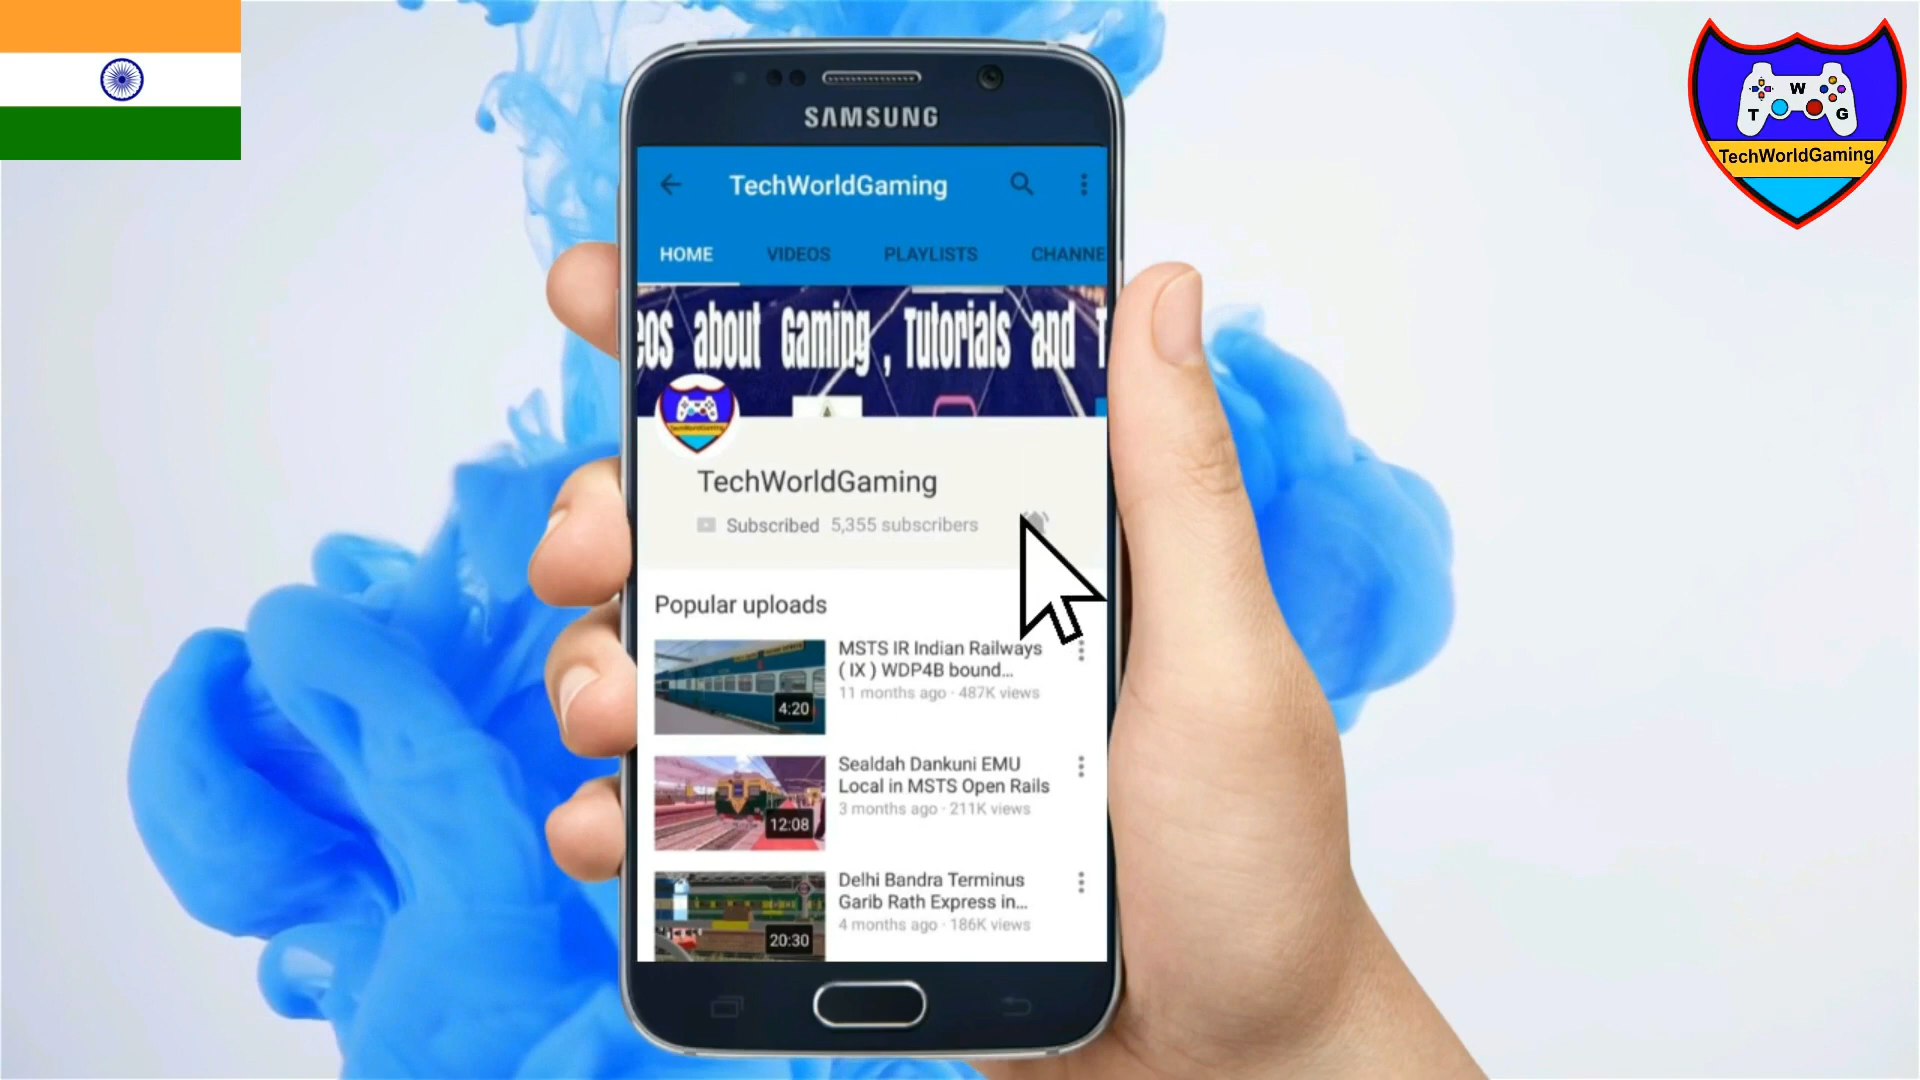 SAMSUNG
TechWorldGaming
HOME VIDEOS PLAYLISTS CHANNE
about Gaming , Tutorials and
TechWorldGaming
Subscribed 5,355 subscribers
Popular uploads
MSTS IR Indian Railways
( IX ) WDP4B bound...
11 months ago · 487K views
4:20
Sealdah Dankuni EMU
Local in MSTS Open Rails
3 months ago · 211K views
12:08
Delhi Bandra Terminus
Garib Rath Express in...
4 months ago · 186K views
20:30
T W G
TechWorldGaming